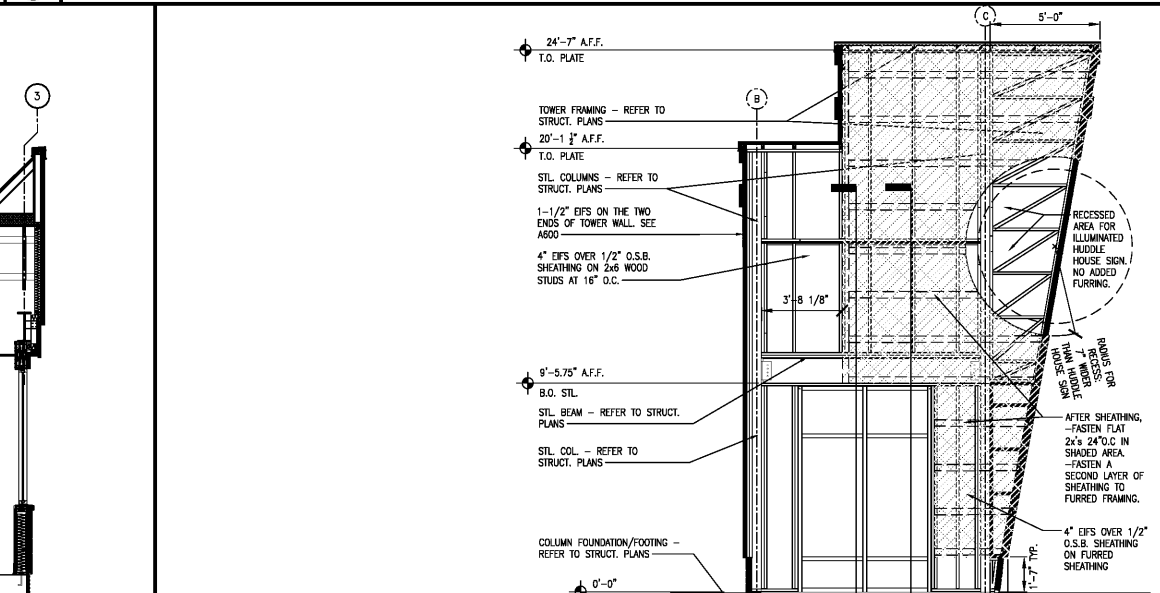 3
C
5'-0"
24'-7" A.F.F.
T.O. PLATE
B
TOWER FRAMING - REFER TO
STRUCT. PLANS
20'-1 1/2" A.F.F.
T.O. PLATE
STL. COLUMNS - REFER TO
STRUCT. PLANS
1-1/2" EIFS ON THE TWO
ENDS OF TOWER WALL. SEE
A600
4" EIFS OVER 1/2" O.S.B.
SHEATHING ON 2x6 WOOD
STUDS AT 16" O.C.
3'-8 1/8"
RECESSED
AREA FOR
ILLUMINATED
HUDDLE
HOUSE SIGN.
NO ADDED
FURRING.
RADIUS FOR
RECESS:
7" WIDER
THAN HUDDLE
HOUSE SIGN
9'-5.75" A.F.F.
B.O. STL.
STL. BEAM - REFER TO STRUCT.
PLANS
STL. COL. - REFER TO
STRUCT. PLANS
AFTER SHEATHING,
-FASTEN FLAT
2x's 24"O.C IN
SHADED AREA.
-FASTEN A
SECOND LAYER OF
SHEATHING TO
FURRED FRAMING.
4" EIFS OVER 1/2"
O.S.B. SHEATHING
ON FURRED
SHEATHING
COLUMN FOUNDATION/FOOTING -
REFER TO STRUCT. PLANS
1'-7" TYP.
0'-0"